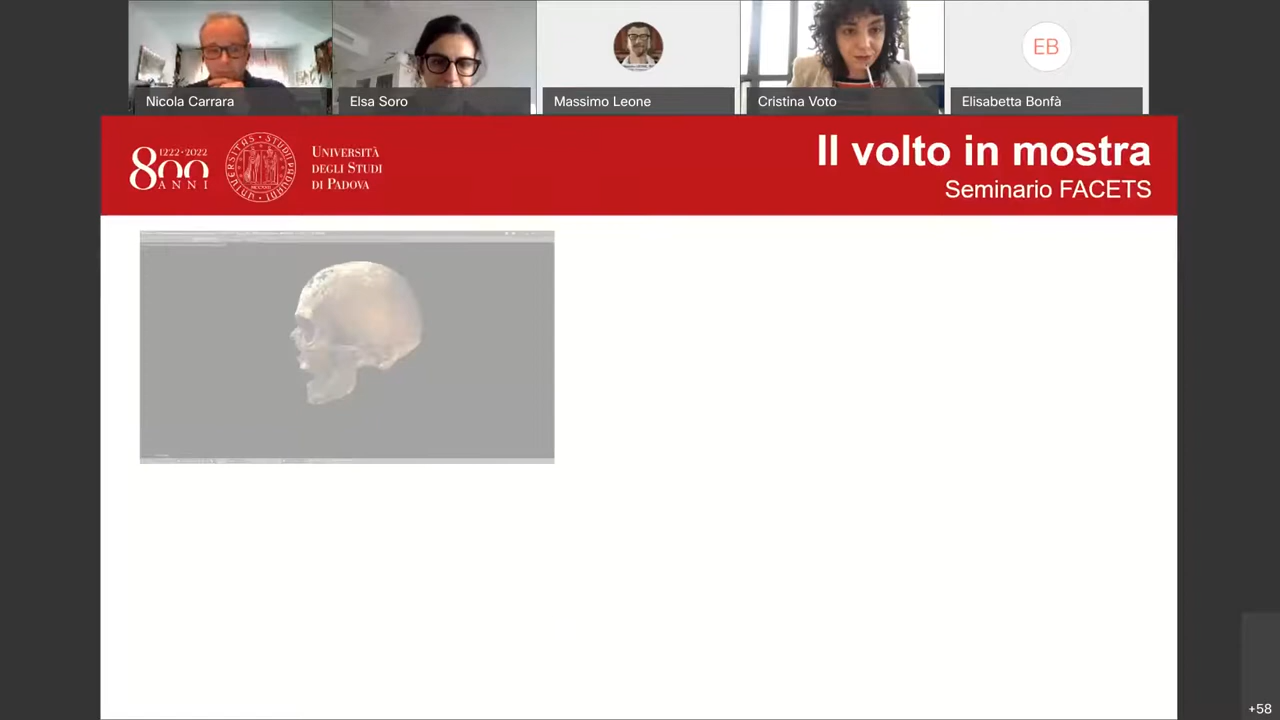 Nicola Carrara
Elsa Soro
Massimo Leone
Cristina Voto
EB
Elisabetta Bonfà
1222·2022
800
ANNI
UNIVERSITÀ
DEGLI STUDI
DI PADOVA
Il volto in mostra
Seminario FACETS
+58